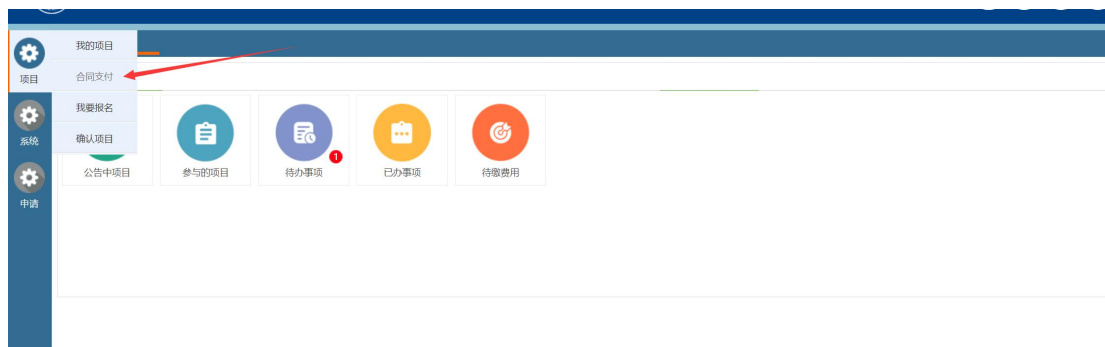 我的项目
项目
合同支付
我要报名
系统
确认项目
公告中项目
参与的项目
1
待办事项
已办事项
待缴费用
申请